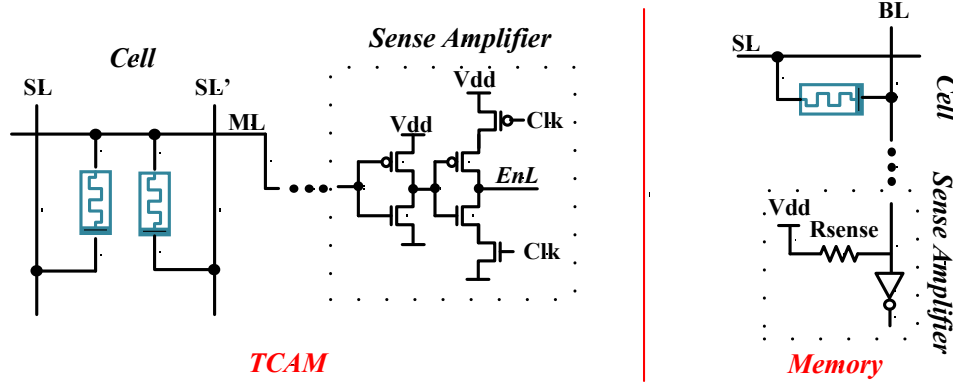 Cell
SL
SL’
ML
Sense Amplifier
Vdd
Vdd
Clk
EnL
Clk
TCAM
BL
SL
Cell
Sense Amplifier
Vdd
Rsense
Memory